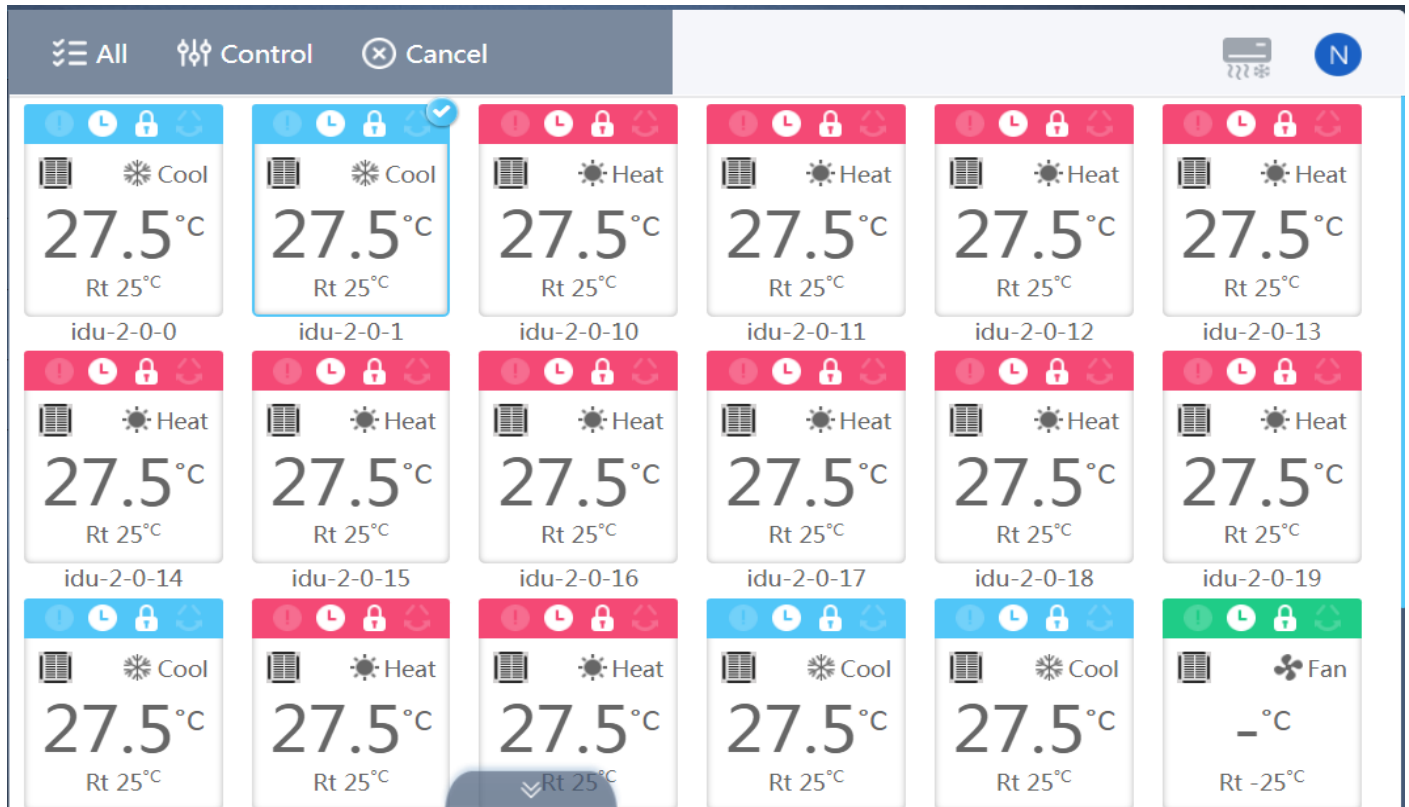 All Control Cancel N
Cool Cool Heat Heat Heat Heat
27.5°C 27.5°C 27.5°C 27.5°C 27.5°C 27.5°C
Rt 25°C Rt 25°C Rt 25°C Rt 25°C Rt 25°C Rt 25°C
idu-2-0-0 idu-2-0-1 idu-2-0-10 idu-2-0-11 idu-2-0-12 idu-2-0-13
Heat Heat Heat Heat Heat Heat
27.5°C 27.5°C 27.5°C 27.5°C 27.5°C 27.5°C
Rt 25°C Rt 25°C Rt 25°C Rt 25°C Rt 25°C Rt 25°C
idu-2-0-14 idu-2-0-15 idu-2-0-16 idu-2-0-17 idu-2-0-18 idu-2-0-19
Cool Heat Heat Cool Cool Fan
27.5°C 27.5°C 27.5°C 27.5°C 27.5°C -°C
Rt 25°C Rt 25°C Rt 25°C Rt 25°C Rt 25°C Rt -25°C